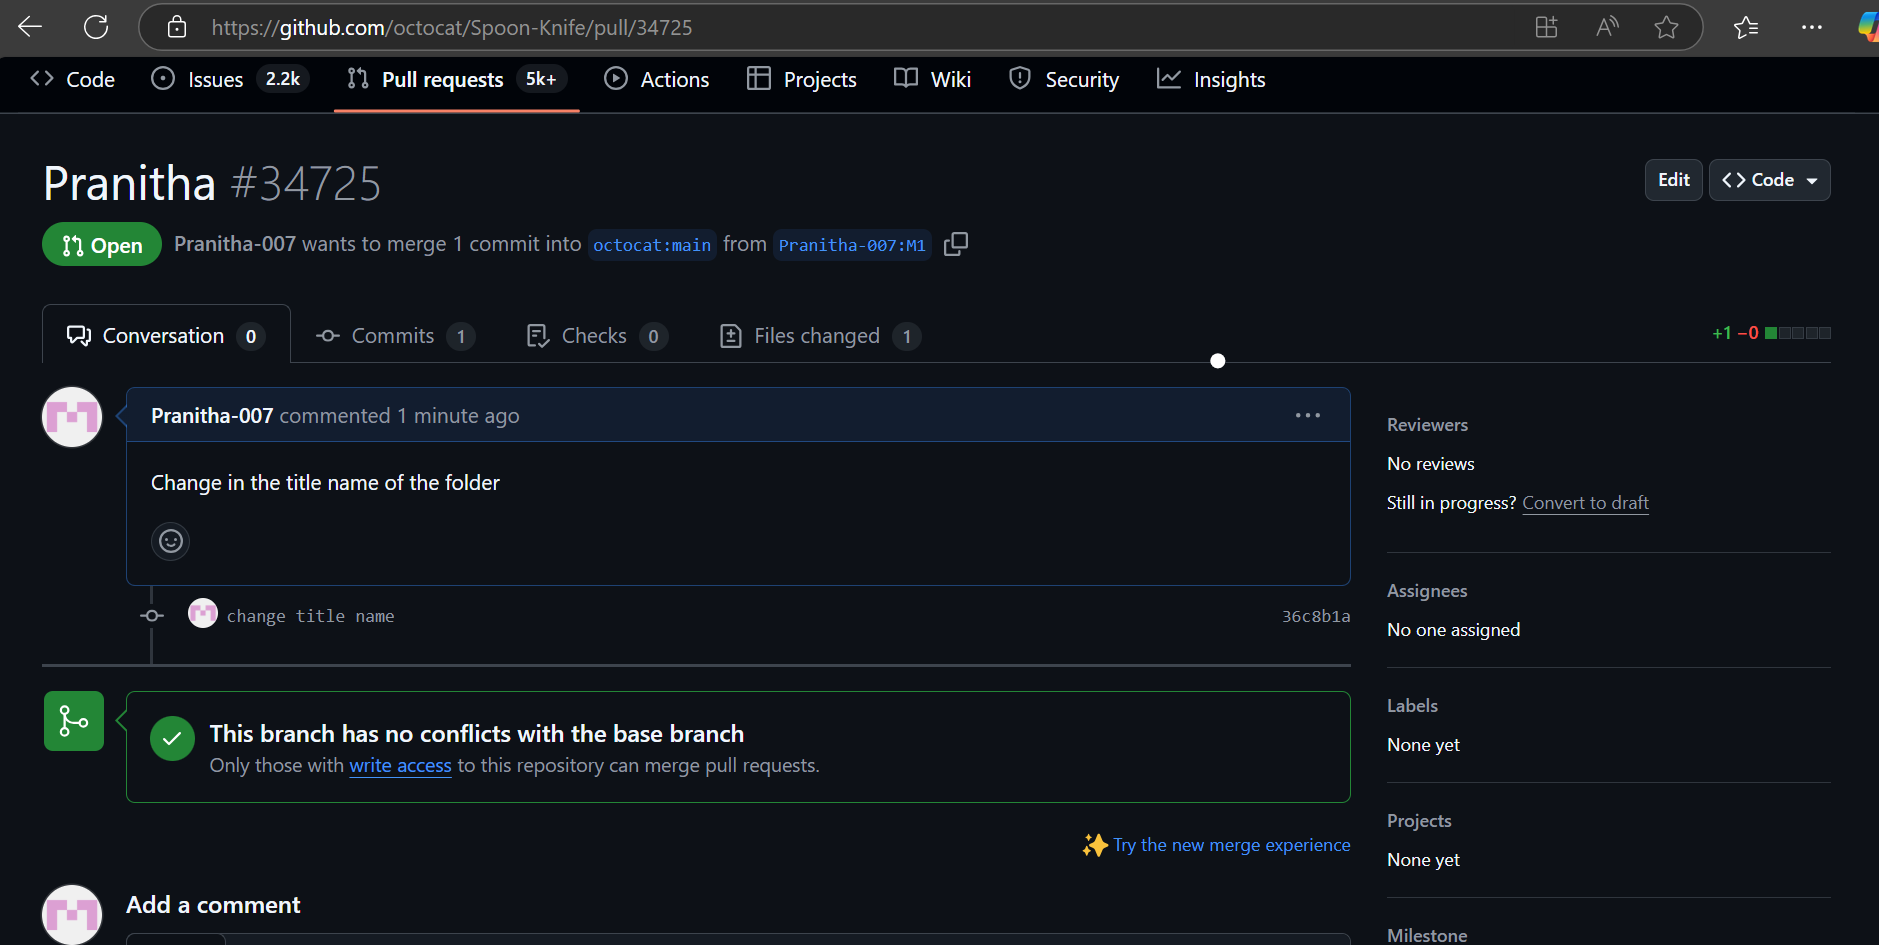 https://github.com/octocat/Spoon-Knife/pull/34725
Code Issues 2.2k Pull requests 5k+ Actions Projects Wiki Security Insights
Pranitha #34725
Edit Code
Open Pranitha-007 wants to merge 1 commit into octocat:main from Pranitha-007:M1
Conversation 0 Commits 1 Checks 0 Files changed 1
+1 −0
Pranitha-007 commented 1 minute ago
Change in the title name of the folder
change title name 36c8b1a
This branch has no conflicts with the base branch
Only those with write access to this repository can merge pull requests.
Try the new merge experience
Add a comment
Reviewers
No reviews
Still in progress? Convert to draft
Assignees
No one assigned
Labels
None yet
Projects
None yet
Milestone